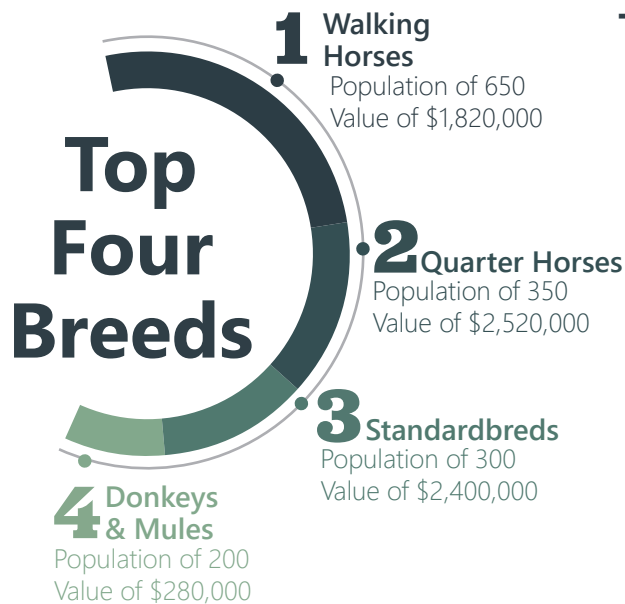 Top
Four
Breeds
1 Walking
Horses
Population of 650
Value of $1,820,000
2 Quarter Horses
Population of 350
Value of $2,520,000
3 Standardbreds
Population of 300
Value of $2,400,000
4 Donkeys
& Mules
Population of 200
Value of $280,000